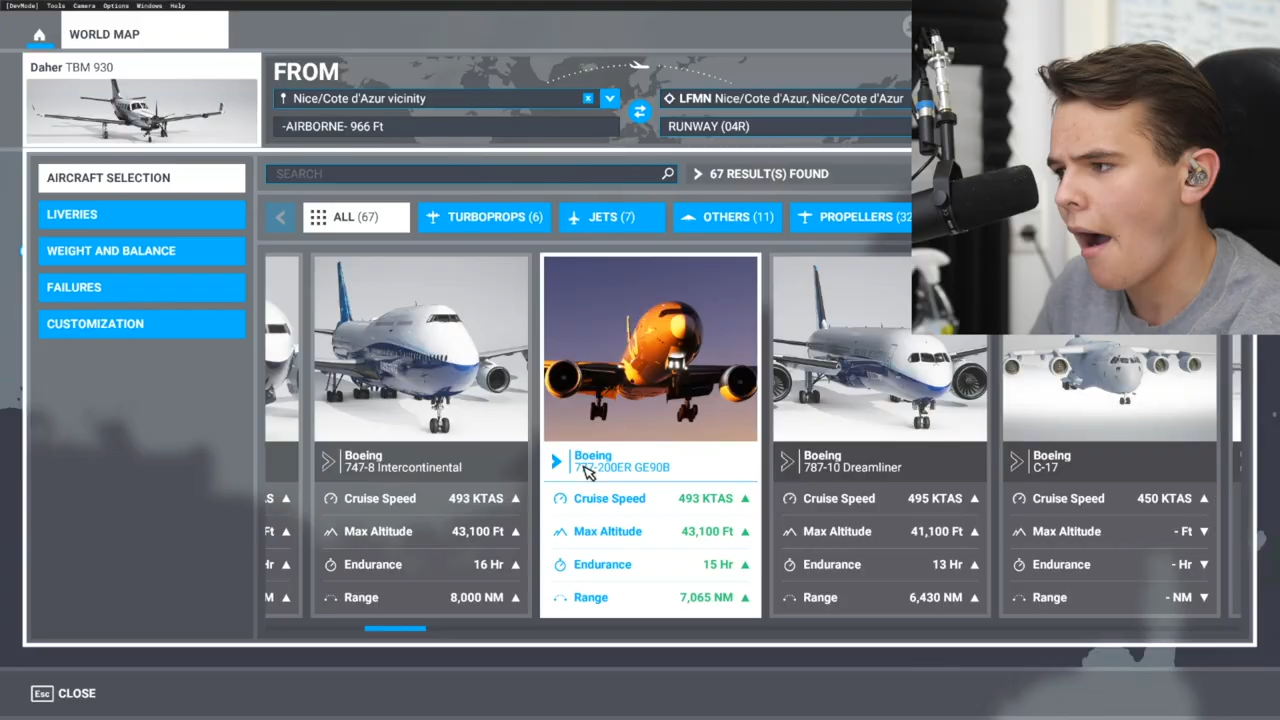 [DevMode] Tools Camera Options Windows Help
WORLD MAP
Daher TBM 930
FROM
Nice/Cote d'Azur vicinity
x
LFMN Nice/Cote d'Azur, Nice/Cote d'Azur
-AIRBORNE- 966 Ft
RUNWAY (04R)
AIRCRAFT SELECTION
LIVERIES
WEIGHT AND BALANCE
FAILURES
CUSTOMIZATION
SEARCH
67 RESULT(S) FOUND
ALL (67)
TURBOPROPS (6)
JETS (7)
OTHERS (11)
PROPELLERS (32
Boeing
747-8 Intercontinental
Cruise Speed 493 KTAS
Max Altitude 43,100 Ft
Endurance 16 Hr
Range 8,000 NM
Boeing
777-200ER GE90B
Cruise Speed 493 KTAS
Max Altitude 43,100 Ft
Endurance 15 Hr
Range 7,065 NM
Boeing
787-10 Dreamliner
Cruise Speed 495 KTAS
Max Altitude 41,100 Ft
Endurance 13 Hr
Range 6,430 NM
Boeing
C-17
Cruise Speed 450 KTAS
Max Altitude - Ft
Endurance - Hr
Range - NM
Esc CLOSE